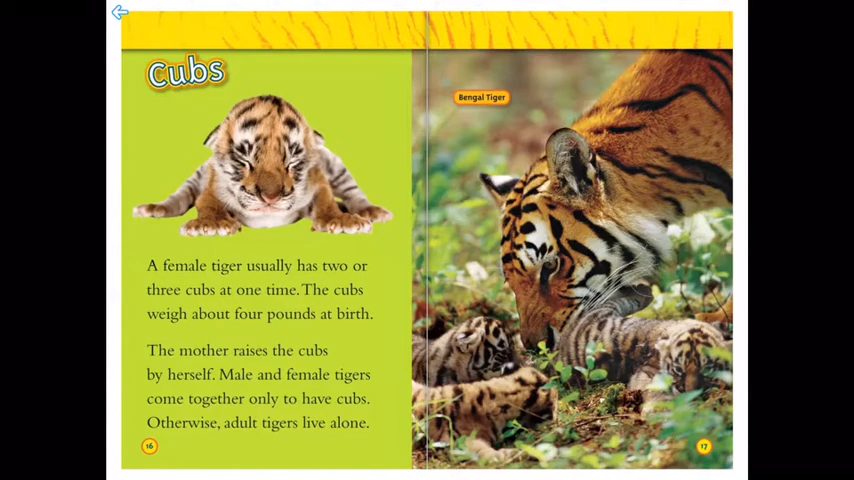 Cubs
A female tiger usually has two or
three cubs at one time. The cubs
weigh about four pounds at birth.
The mother raises the cubs
by herself. Male and female tigers
come together only to have cubs.
Otherwise, adult tigers live alone.
16
Bengal Tiger
17